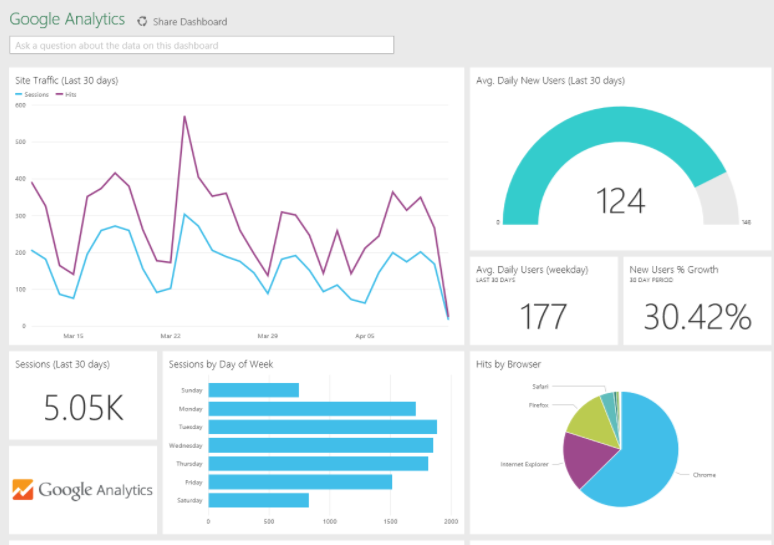 Google Analytics Share Dashboard
Ask a question about the data on this dashboard
Site Traffic (Last 30 days)
Sessions Hits
600
500
400
300
200
100
0
Mar 15 Mar 22 Mar 29 Apr 05
Avg. Daily New Users (Last 30 days)
124
0 146
Avg. Daily Users (weekday)
LAST 30 DAYS
177
New Users % Growth
30 DAY PERIOD
30.42%
Sessions (Last 30 days)
5.05K
Google Analytics
Sessions by Day of Week
Sunday
Monday
Tuesday
Wednesday
Thursday
Friday
Saturday
0 500 1000 1500 2000
Hits by Browser
Safari
Firefox
Internet Explorer
Chrome